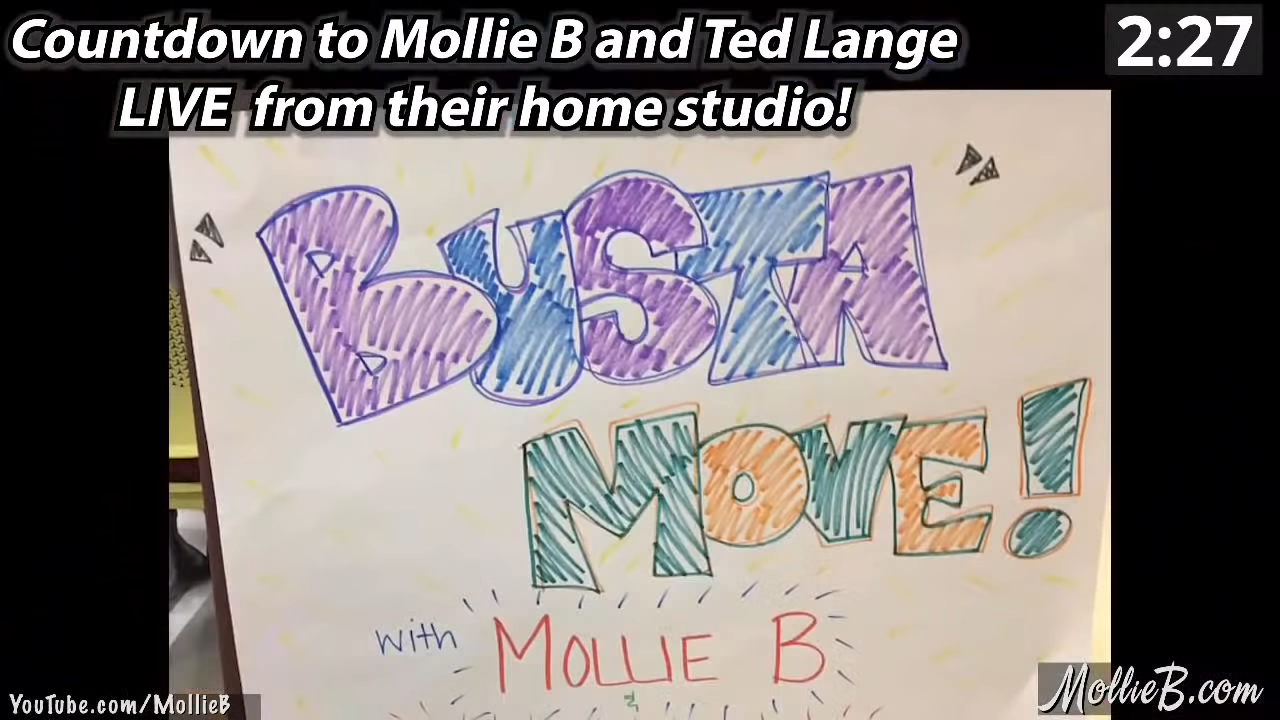 Countdown to Mollie B and Ted Lange
2:27
LIVE from their home studio!
BUSTA
MOVE!
with MOLLIE B
YouTube.com/MollieB
MollieB.com